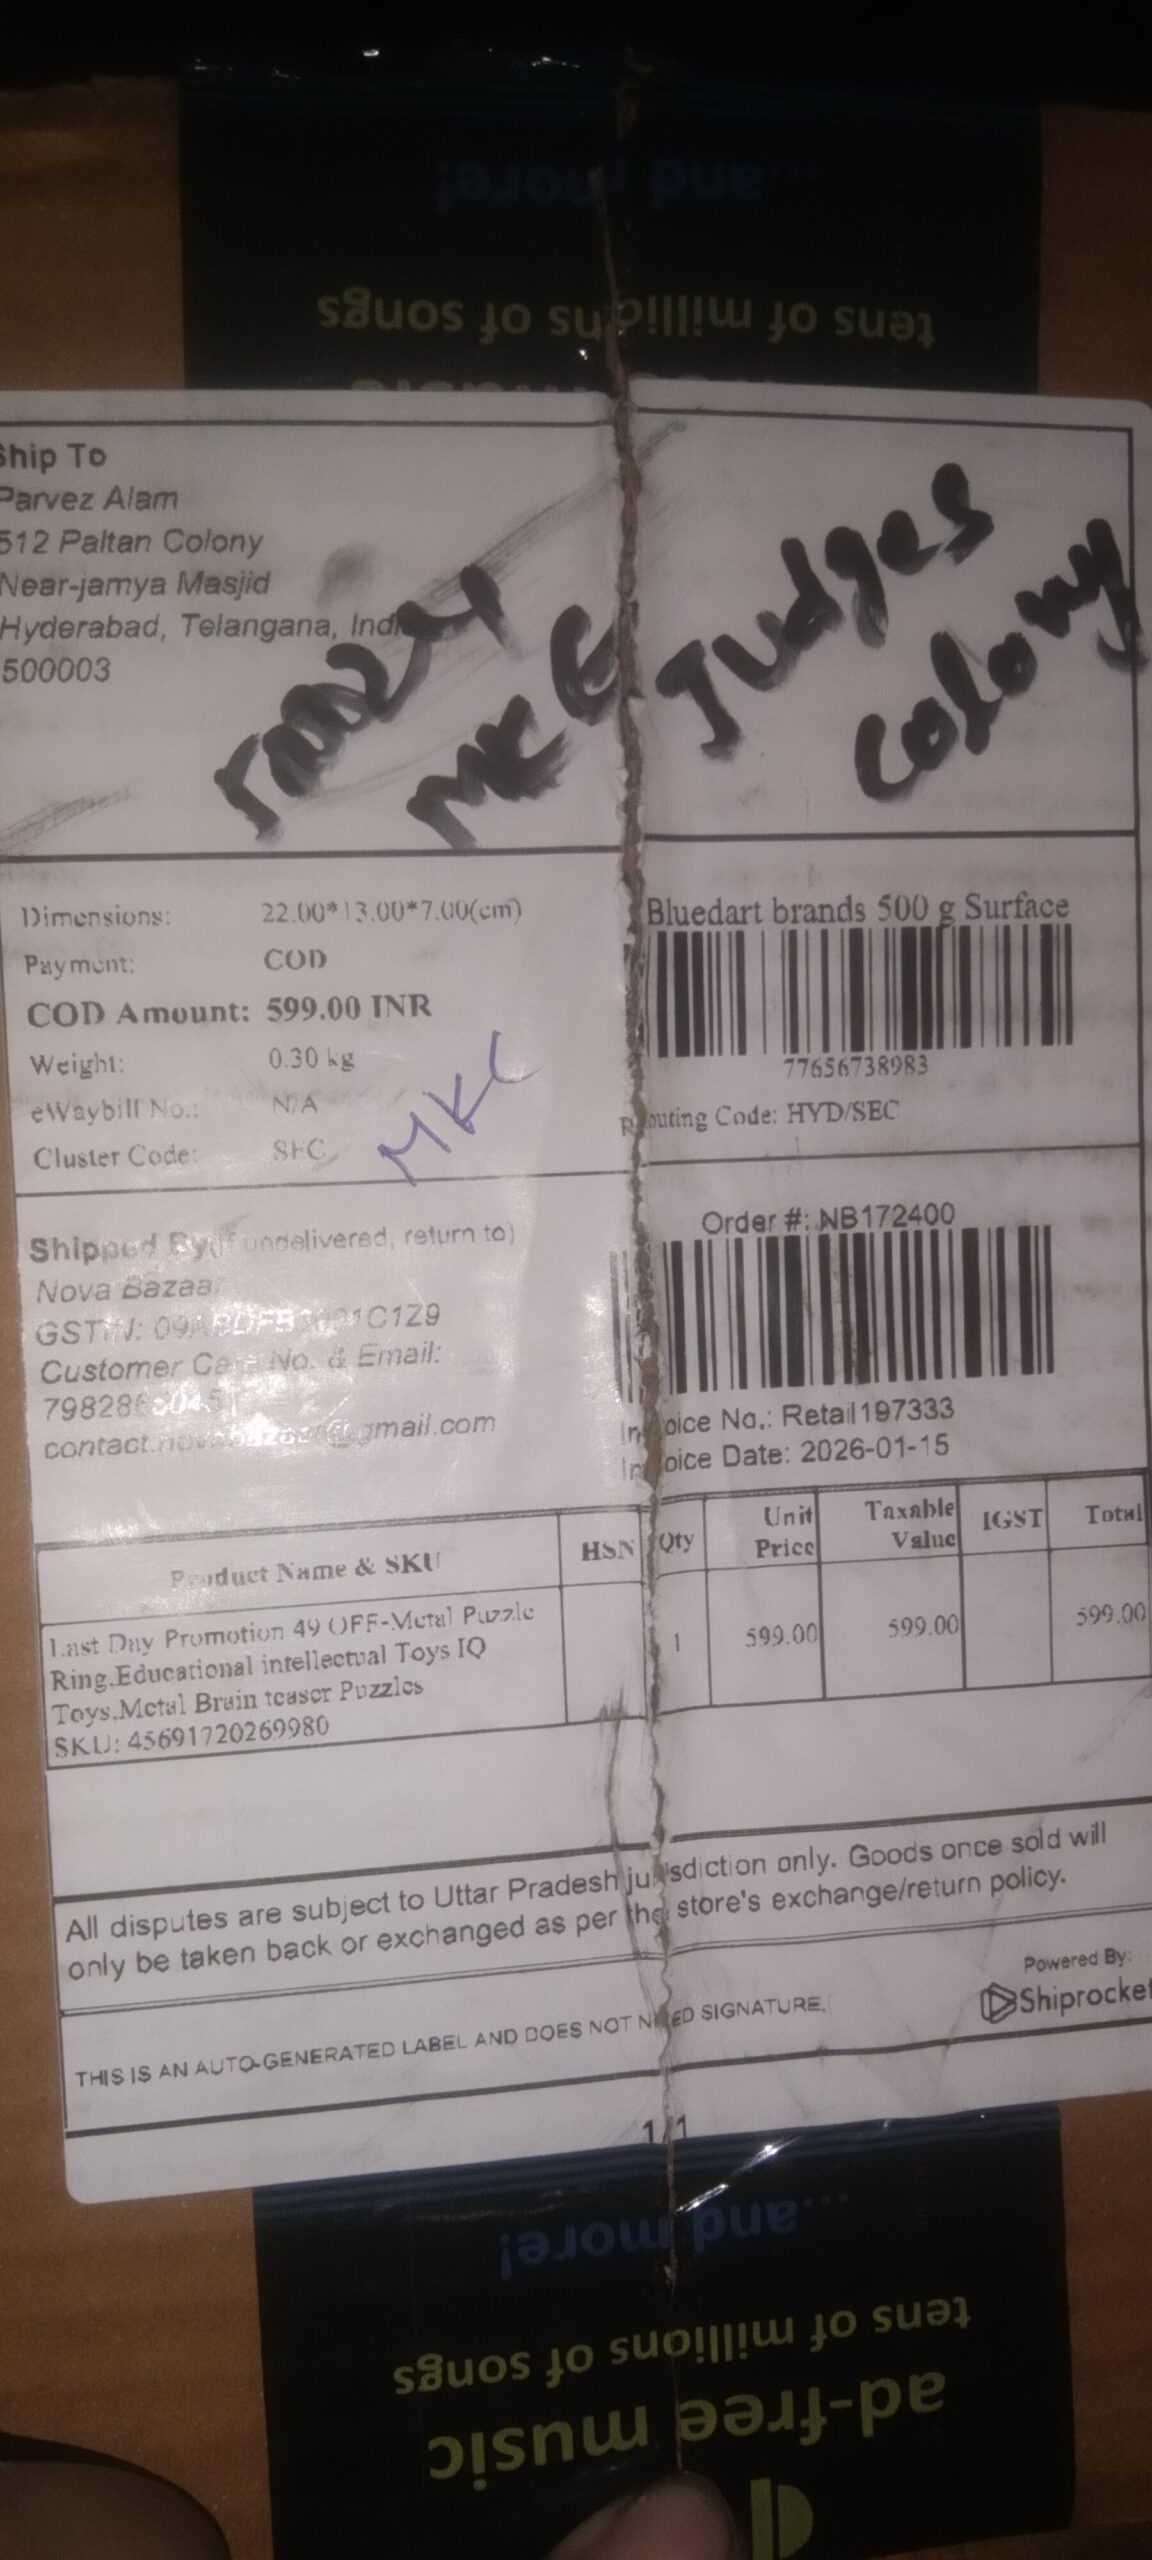 ...and more!
tens of millions of songs
Ship To
Parvez Alam
512 Paltan Colony
Near-jamya Masjid
Hyderabad, Telangana, Indi
500003
MKC
Judges
Colony
Dimensions: 22.00*13.00*7.00(cm)
Payment: COD
COD Amount: 599.00 INR
Weight: 0.30 kg
eWaybill No.: N/A
Cluster Code: SEC
MKC
Bluedart brands 500 g Surface
77656738983
Routing Code: HYD/SEC
Shipped By(If undelivered, return to)
Nova Bazaar
GSTIN:
Customer Care No. & Email:
Order #: NB172400
Invoice No.: Retail197333
Invoice Date: 2026-01-15
Product Name & SKU HSN Qty Unit Price Taxable Value IGST Total
Last Day Promotion 49 OFF-Metal Puzzle
Ring,Educational intellectual Toys IQ
Toys,Metal Brain teaser Puzzles
SKU: 45691720269980
1 599.00 599.00 599.00
All disputes are subject to Uttar Pradesh jurisdiction only. Goods once sold will
only be taken back or exchanged as per the store's exchange/return policy.
THIS IS AN AUTO-GENERATED LABEL AND DOES NOT NEED SIGNATURE.
Powered By:
Shiprocket
1/1
...and more!
tens of millions of songs
ad-free music